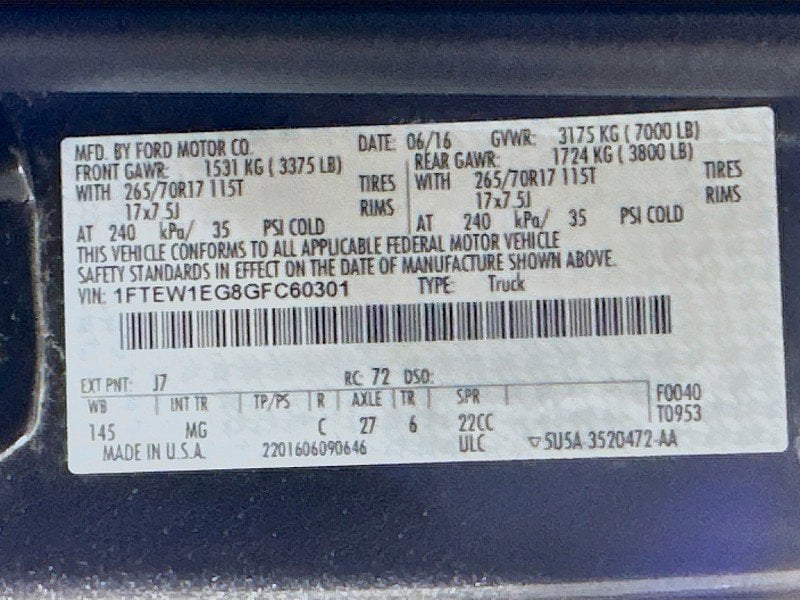 MFD. BY FORD MOTOR CO. DATE: 06/16 GVWR: 3175 KG ( 7000 LB)
FRONT GAWR: 1531 KG ( 3375 LB) REAR GAWR: 1724 KG ( 3800 LB)
WITH 265/70R17 115T TIRES WITH 265/70R17 115T TIRES
17x7.5J RIMS 17x7.5J RIMS
AT 240 kPa/ 35 PSI COLD AT 240 kPa/ 35 PSI COLD
THIS VEHICLE CONFORMS TO ALL APPLICABLE FEDERAL MOTOR VEHICLE
SAFETY STANDARDS IN EFFECT ON THE DATE OF MANUFACTURE SHOWN ABOVE.
VIN: 1FTEW1EG8GFC60301 TYPE: Truck
EXT PNT: J7 RC: 72 DSO:
WB INT TR TP/PS R AXLE TR SPR F0040
145 MG C 27 6 22CC T0953
MADE IN U.S.A. 2201606090646 ULC ▽5U5A-3520472-AA